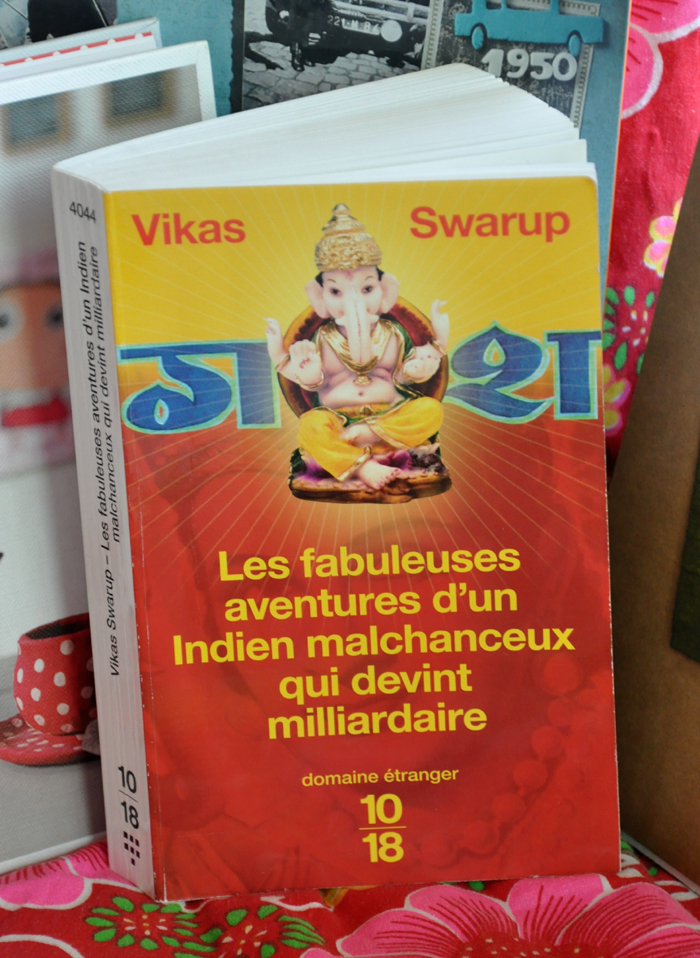 1950
4044
Vikas Swarup – Les fabuleuses aventures d'un Indien
malchanceux qui devint milliardaire
10
18
Vikas Swarup
Les fabuleuses
aventures d'un
Indien malchanceux
qui devint
milliardaire
domaine étranger
10
18